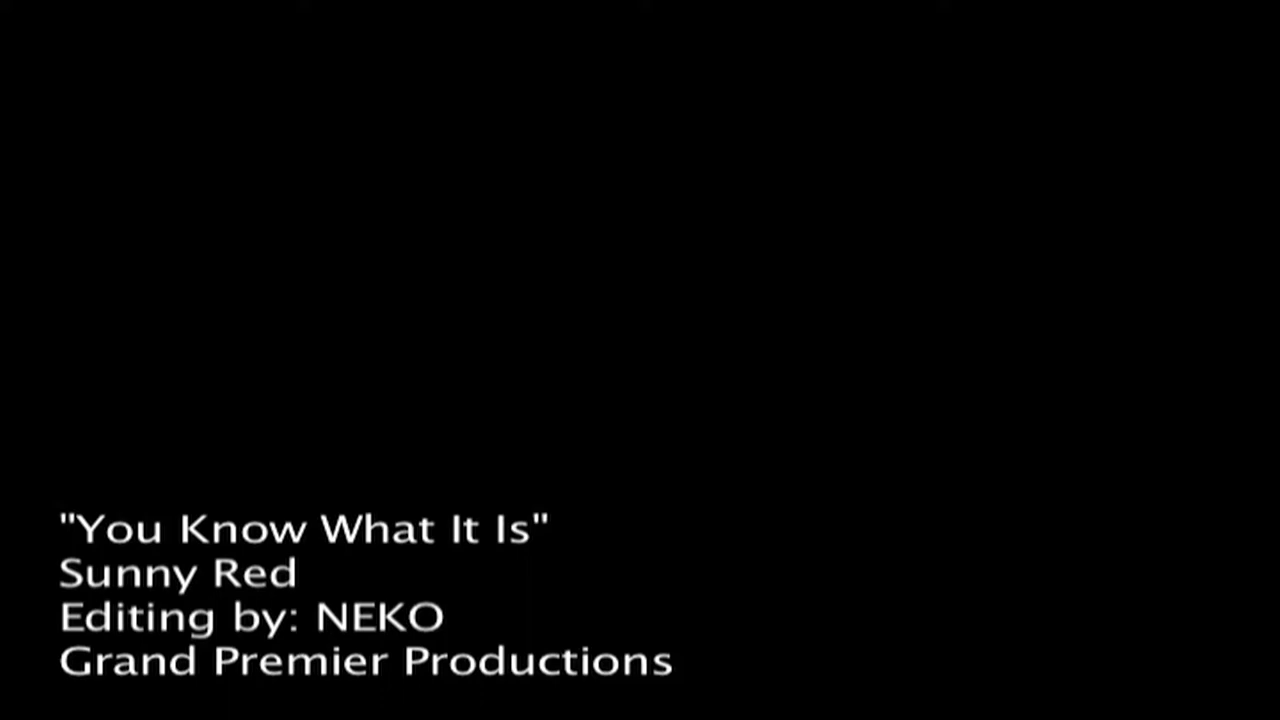 "You Know What It Is"
Sunny Red
Editing by: NEKO
Grand Premier Productions